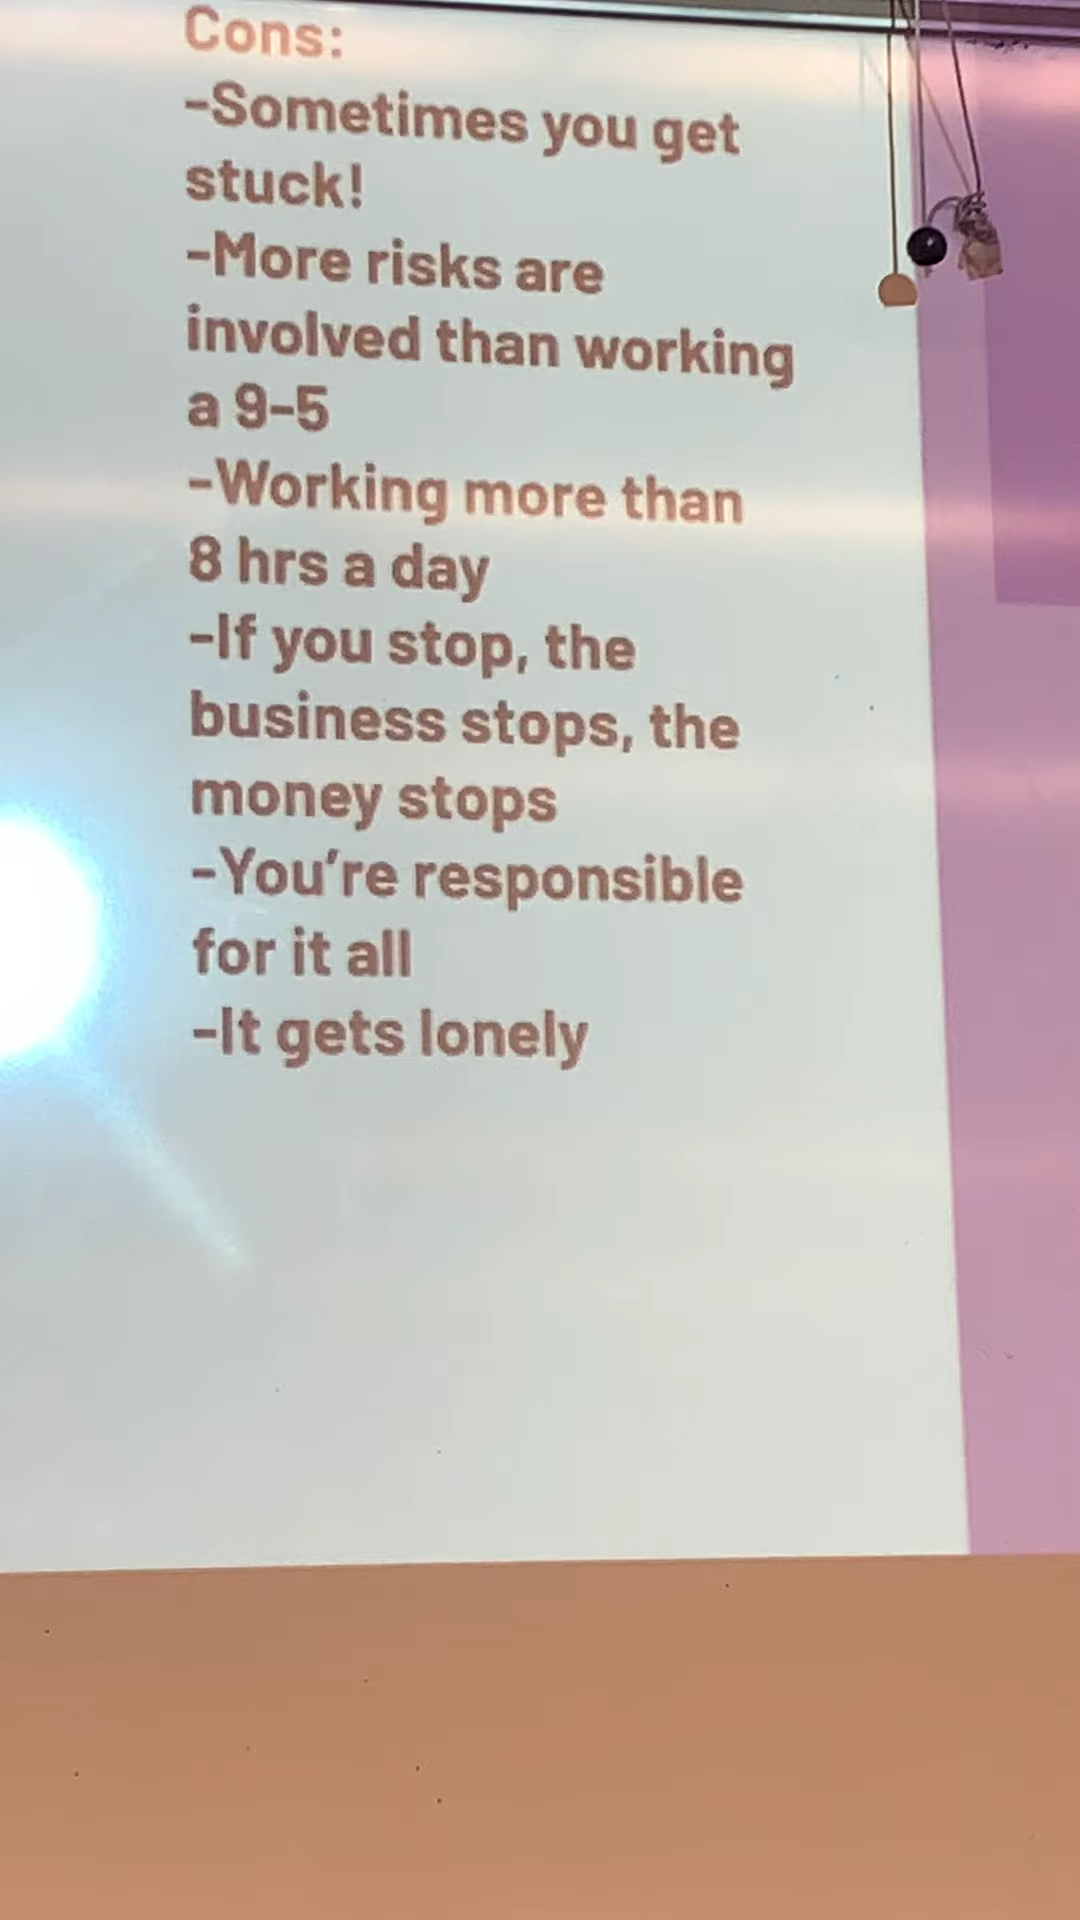 Cons:
-Sometimes you get
stuck!
-More risks are
involved than working
a 9-5
-Working more than
8 hrs a day
-If you stop, the
business stops, the
money stops
-You're responsible
for it all
-It gets lonely